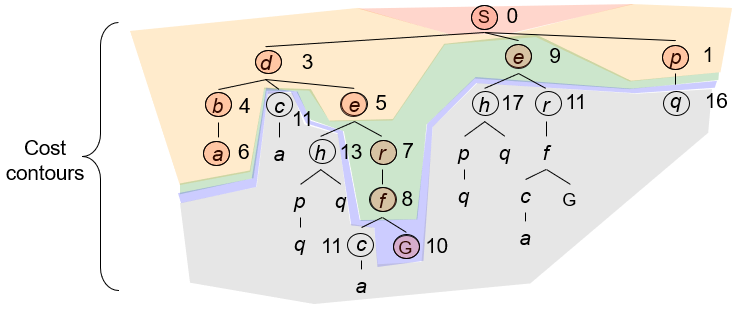 S 0
d 3 e 9 p 1
b 4 c 11 e 5 h 17 r 11 q 16
a 6 a h 13 r 7 p q f
p q f 8 q c G
q 11 c G 10 a
a
Cost
contours